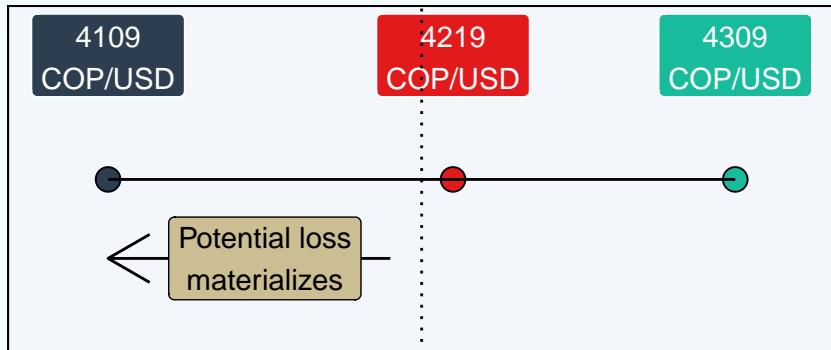 4109
COP/USD
4219
COP/USD
4309
COP/USD
Potential loss
materializes